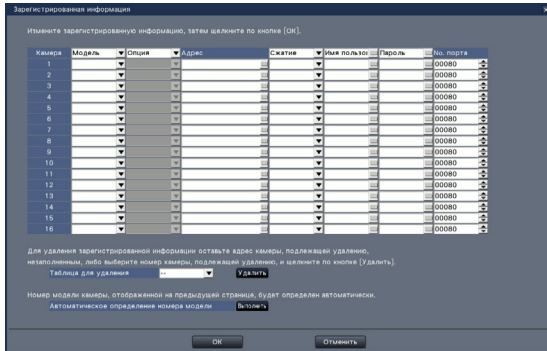 Зарегистрированная информация
Измените зарегистрированную информацию, затем щелкните по кнопке [OK].
Камера Модель Опция Адрес Сжатие Имя пользов Пароль No. порта
1 00080
2 00080
3 00080
4 00080
5 00080
6 00080
7 00080
8 00080
9 00080
10 00080
11 00080
12 00080
13 00080
14 00080
15 00080
16 00080
Для удаления зарегистрированной информации оставьте адрес камеры, подлежащей удалению,
незаполненным, либо выберите номер камеры, подлежащей удалению, и щелкните по кнопке [Удалить].
Таблица для удаления -- Удалить
Номер модели камеры, отображенной на предыдущей странице, будет определен автоматически.
Автоматическое определение номера модели Выполнить
OK Отменить